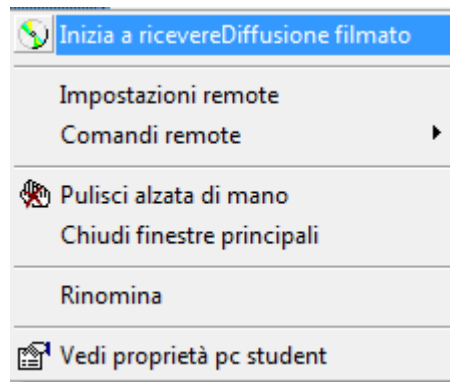 Inizia a ricevereDiffusione filmato
Impostazioni remote
Comandi remote
Pulisci alzata di mano
Chiudi finestre principali
Rinomina
Vedi proprietà pc student